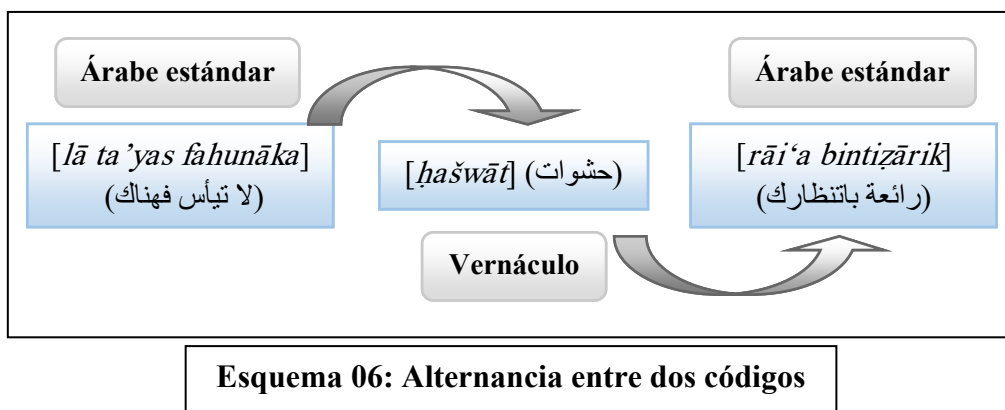 Árabe estándar
Árabe estándar
[lā ta’yas fahunāka]
(لا تيأس فهناك)
[ḥašwāt] (حشوات)
[rāi‘a bintiẓārik]
(رائعة باتنظارك)
Vernáculo
Esquema 06: Alternancia entre dos códigos